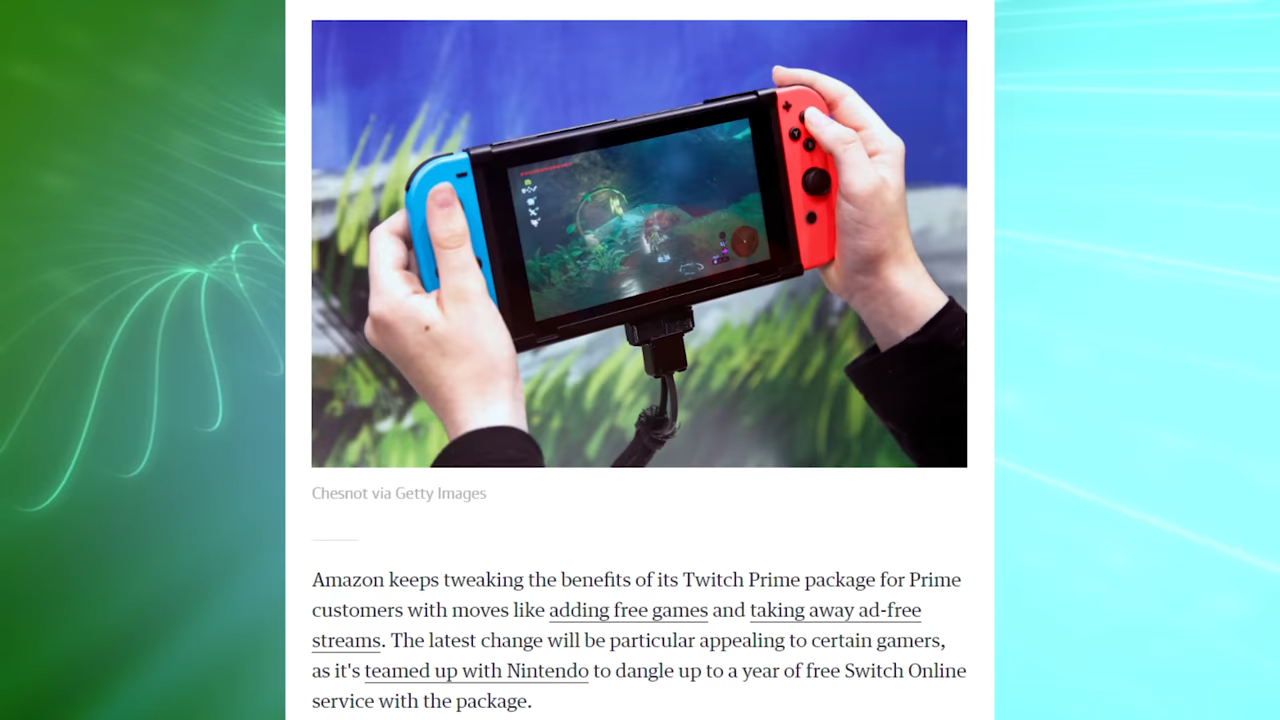 Chesnot via Getty Images
Amazon keeps tweaking the benefits of its Twitch Prime package for Prime
customers with moves like adding free games and taking away ad-free
streams. The latest change will be particular appealing to certain gamers,
as it's teamed up with Nintendo to dangle up to a year of free Switch Online
service with the package.